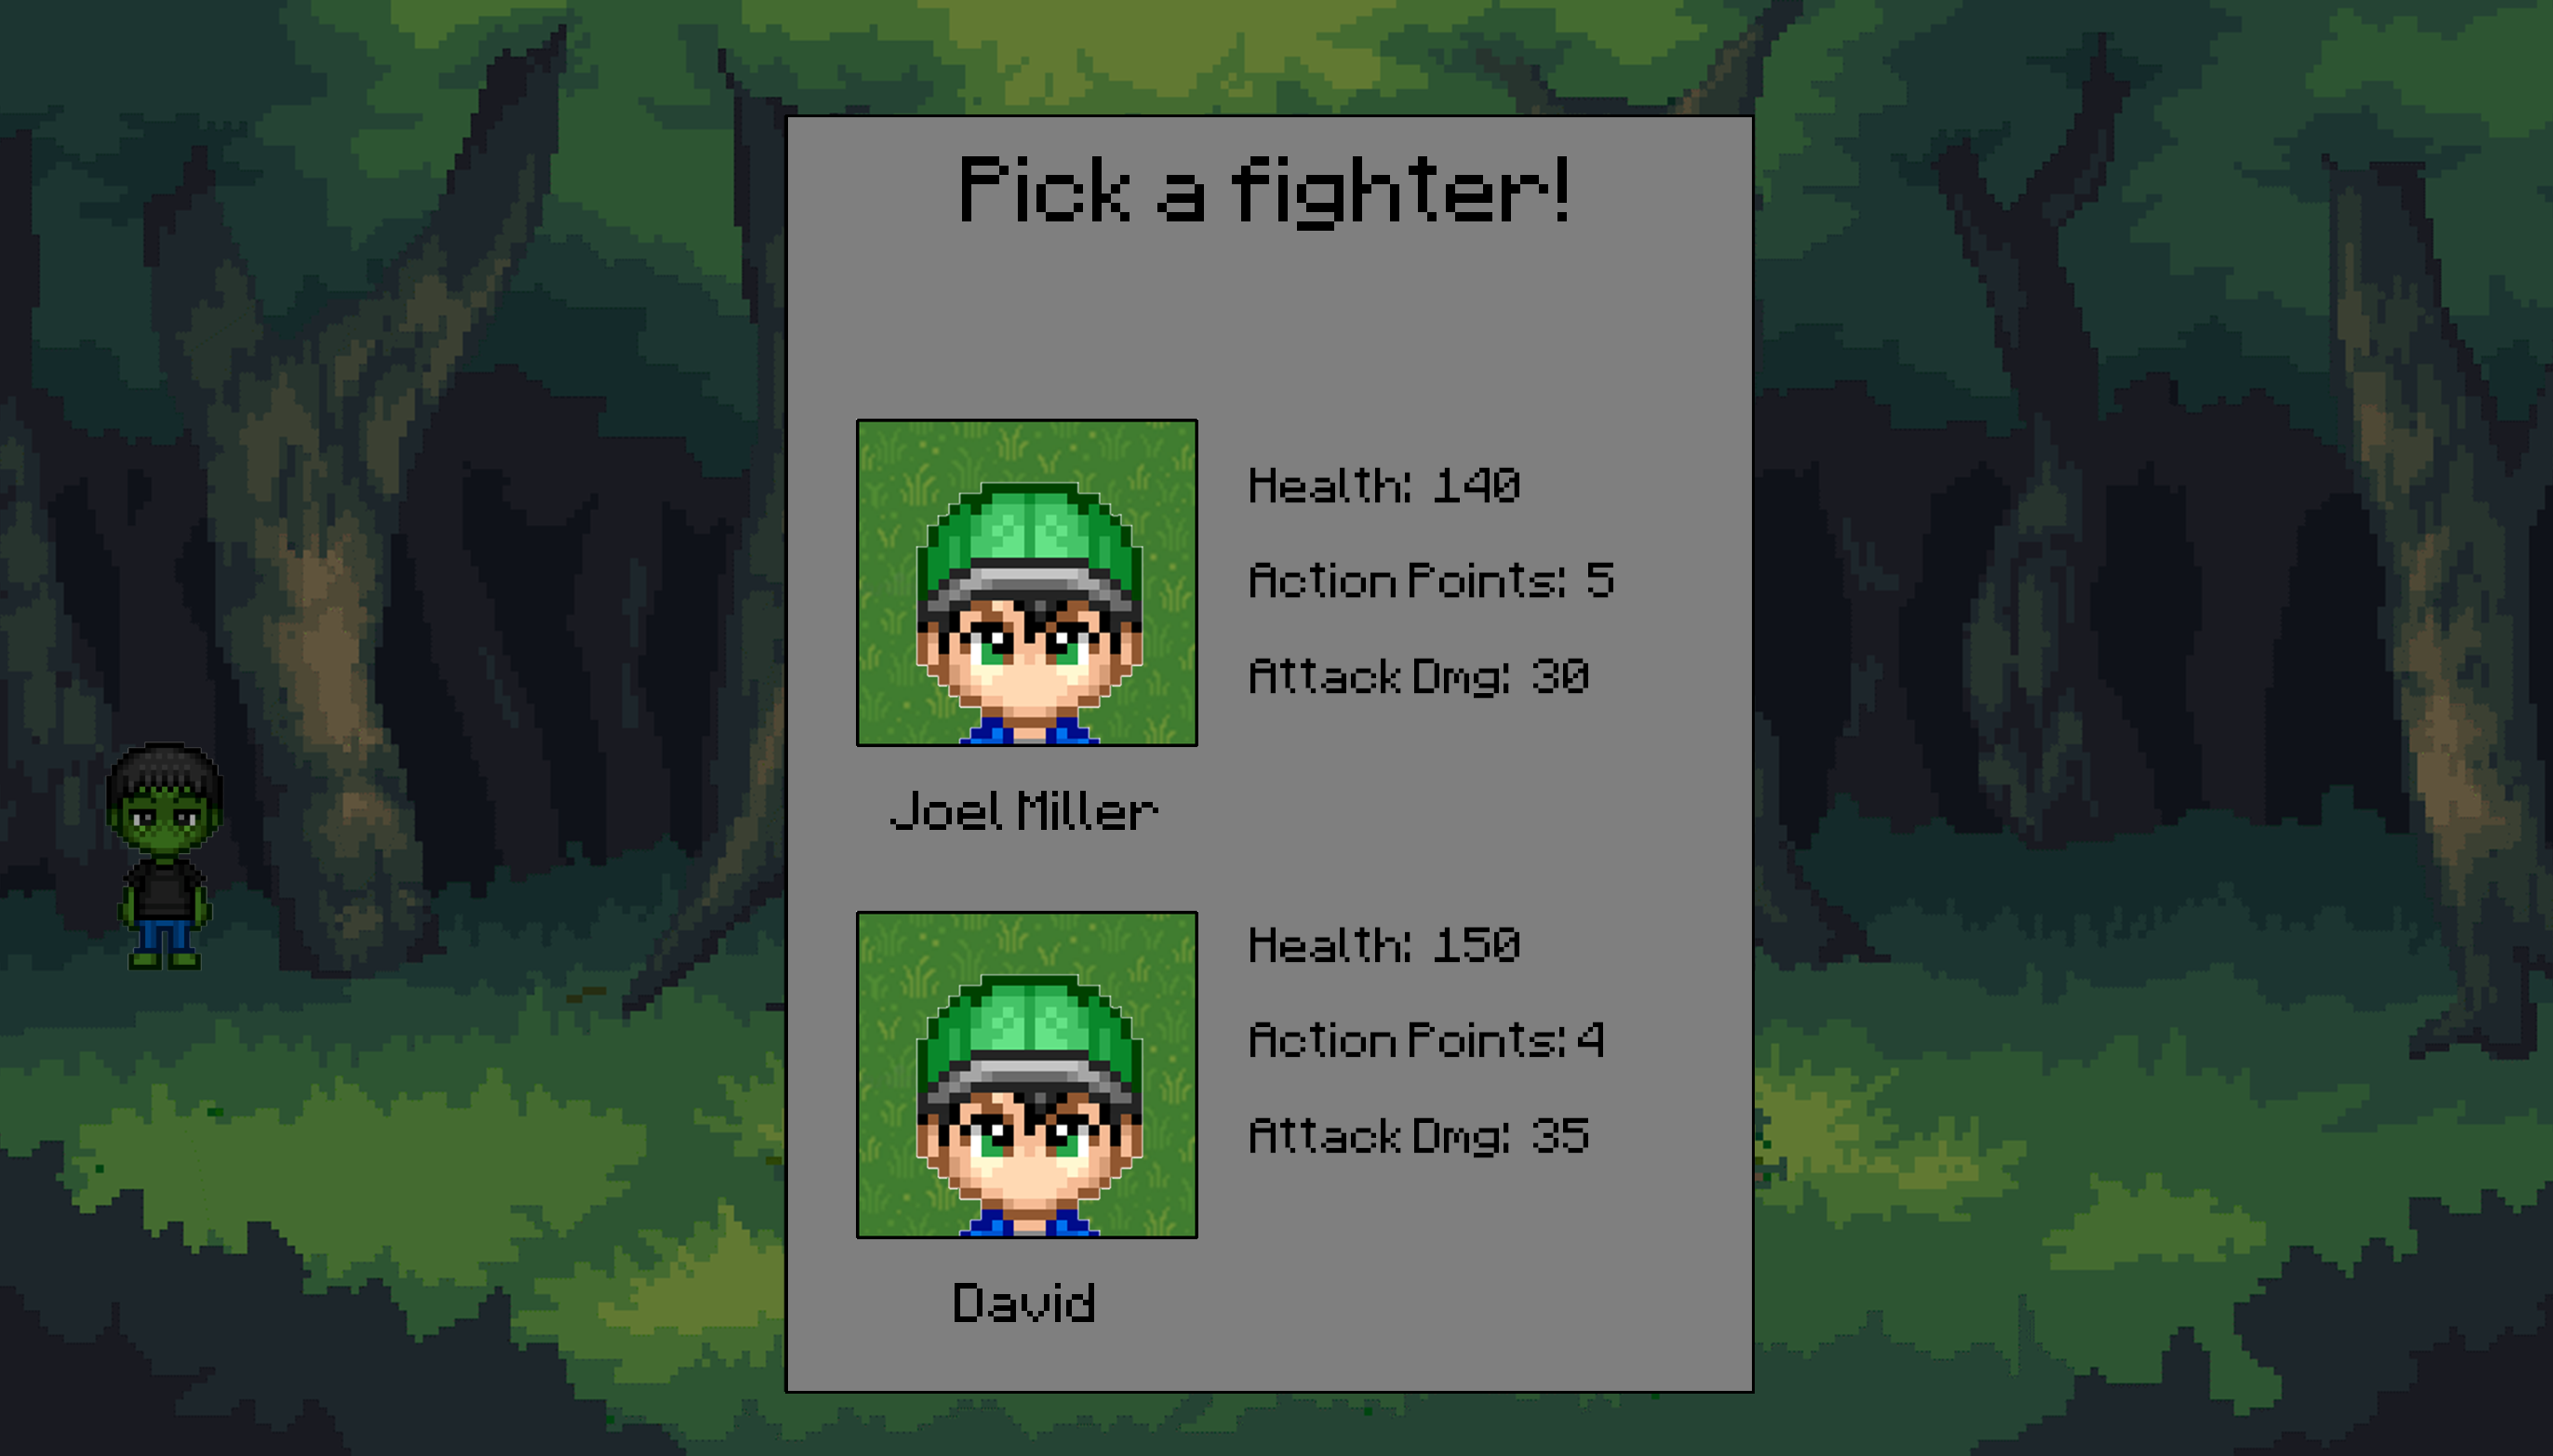 Pick a fighter!
Health: 140
Action Points: 5
Attack Dmg: 30
Joel Miller
Health: 150
Action Points: 4
Attack Dmg: 35
David